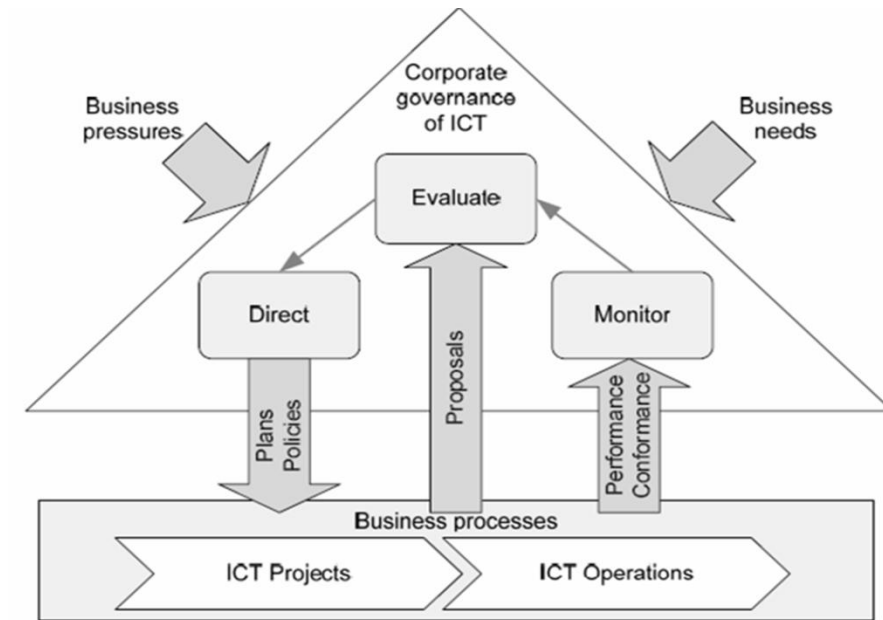 Corporate
governance
of ICT
Business
pressures
Business
needs
Evaluate
Direct
Monitor
Plans
Policies
Proposals
Performance
Conformance
Business processes
ICT Projects
ICT Operations